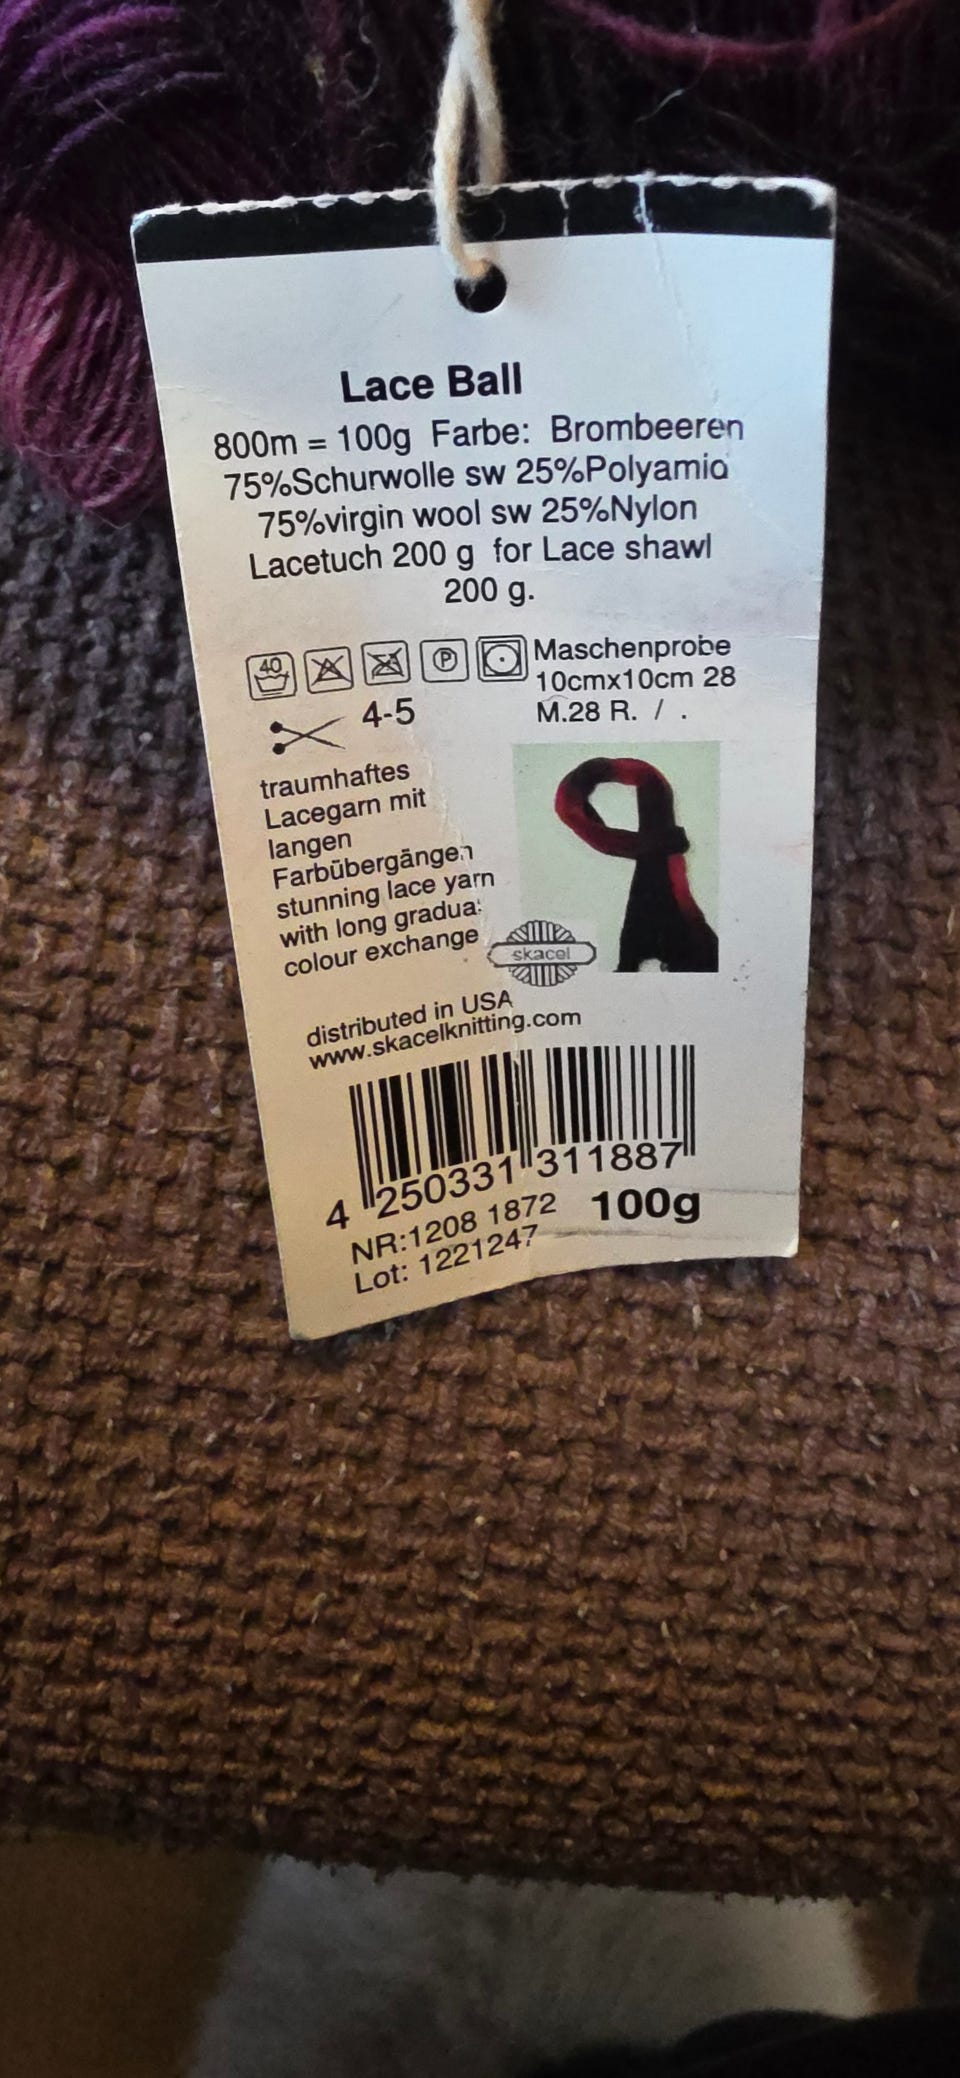 Lace Ball
800m = 100g Farbe: Brombeeren
75%Schurwolle sw 25%Polyamid
75%virgin wool sw 25%Nylon
Lacetuch 200 g for Lace shawl
200 g.
40
P
Maschenprobe
10cmx10cm 28
M.28 R. / .
4-5
traumhaftes
Lacegarn mit
langen
Farbübergängen
stunning lace yarn
with long gradual
colour exchange
skacel
distributed in USA
www.skacelknitting.com
4 250331 311887
NR:1208 1872
100g
Lot: 1221247